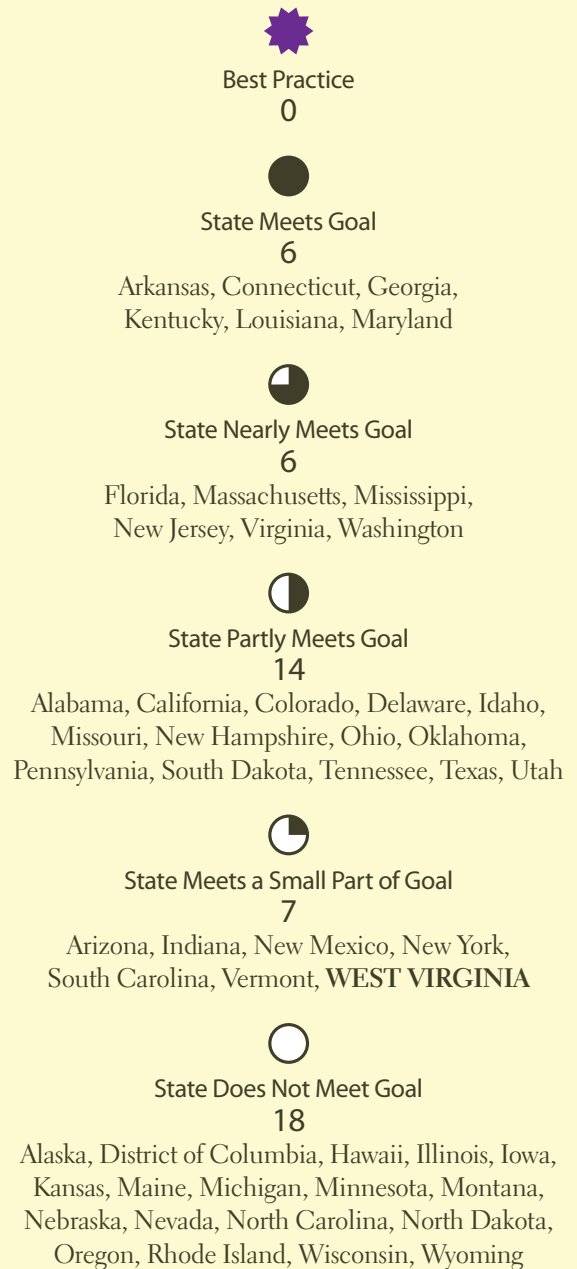 Best Practice
0
State Meets Goal
6
Arkansas, Connecticut, Georgia,
Kentucky, Louisiana, Maryland
State Nearly Meets Goal
6
Florida, Massachusetts, Mississippi,
New Jersey, Virginia, Washington
State Partly Meets Goal
14
Alabama, California, Colorado, Delaware, Idaho,
Missouri, New Hampshire, Ohio, Oklahoma,
Pennsylvania, South Dakota, Tennessee, Texas, Utah
State Meets a Small Part of Goal
7
Arizona, Indiana, New Mexico, New York,
South Carolina, Vermont, WEST VIRGINIA
State Does Not Meet Goal
18
Alaska, District of Columbia, Hawaii, Illinois, Iowa,
Kansas, Maine, Michigan, Minnesota, Montana,
Nebraska, Nevada, North Carolina, North Dakota,
Oregon, Rhode Island, Wisconsin, Wyoming